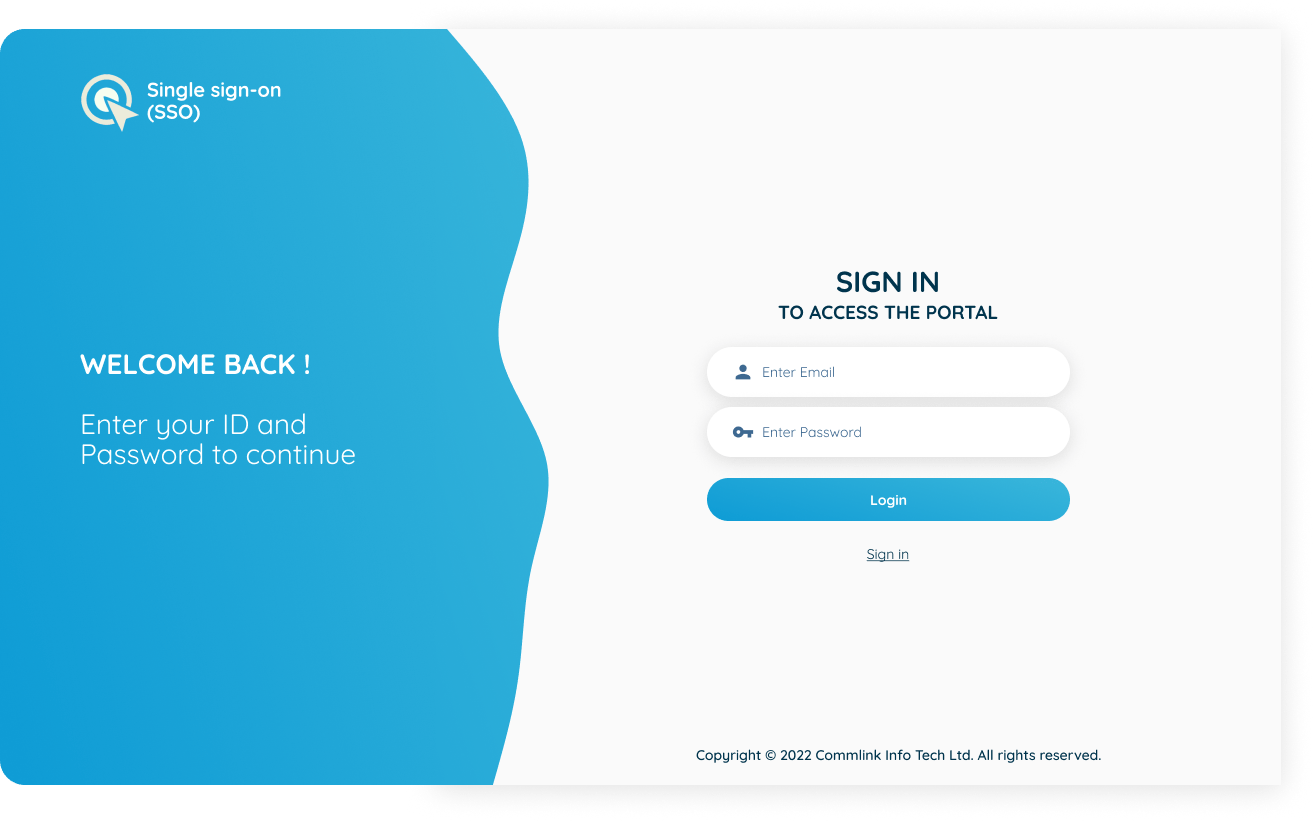 Single sign-on
(SSO)
WELCOME BACK !
Enter your ID and
Password to continue
SIGN IN
TO ACCESS THE PORTAL
Enter Email
Enter Password
Login
Sign in
Copyright © 2022 Commlink Info Tech Ltd. All rights reserved.